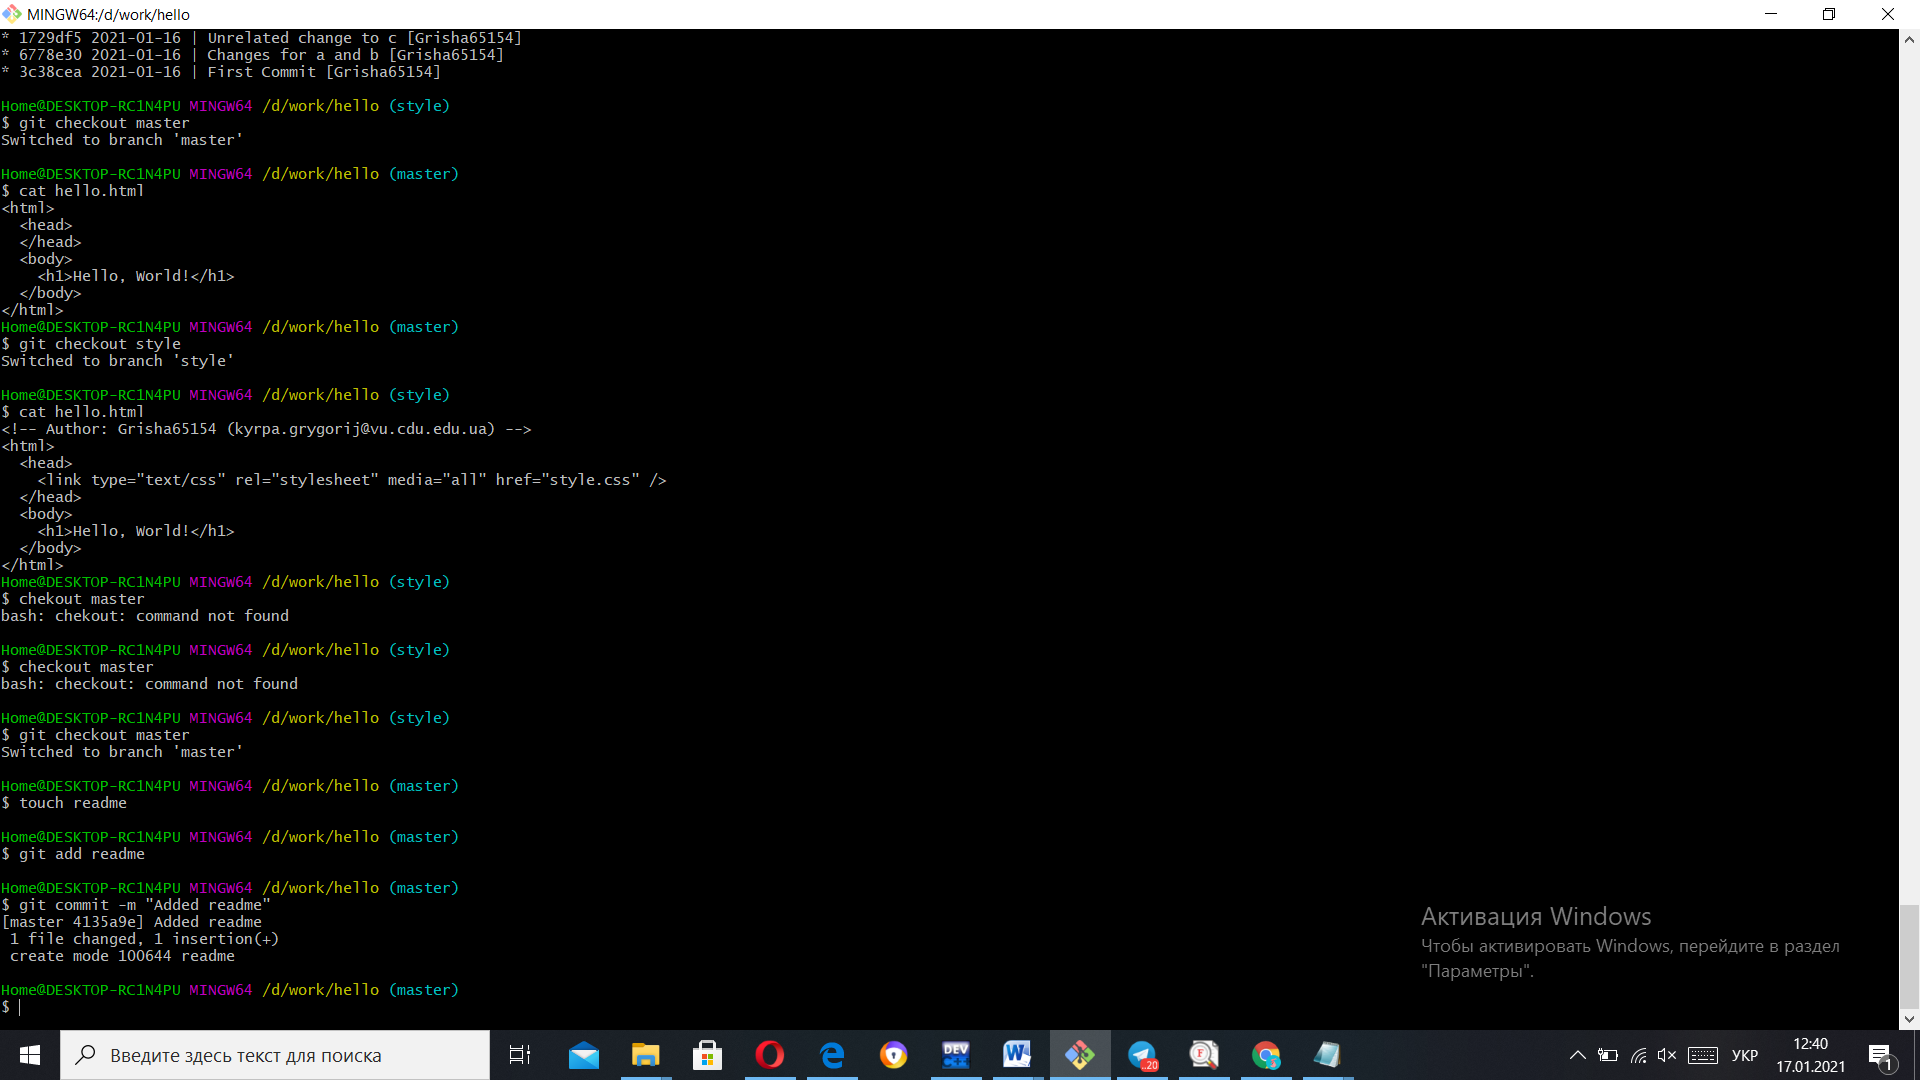 MINGW64:/d/work/hello
* 1729df5 2021-01-16 | Unrelated change to c [Grisha65154]
* 6778e30 2021-01-16 | Changes for a and b [Grisha65154]
* 3c38cea 2021-01-16 | First Commit [Grisha65154]
Home@DESKTOP-RC1N4PU MINGW64 /d/work/hello (style)
$ git checkout master
Switched to branch 'master'
Home@DESKTOP-RC1N4PU MINGW64 /d/work/hello (master)
$ cat hello.html
<html>
  <head>
  </head>
  <body>
    <h1>Hello, World!</h1>
  </body>
</html>
Home@DESKTOP-RC1N4PU MINGW64 /d/work/hello (master)
$ git checkout style
Switched to branch 'style'
Home@DESKTOP-RC1N4PU MINGW64 /d/work/hello (style)
$ cat hello.html
<!-- Author: Grisha65154 (kyrpa.grygorij@vu.cdu.edu.ua) -->
<html>
  <head>
    <link type="text/css" rel="stylesheet" media="all" href="style.css" />
  </head>
  <body>
    <h1>Hello, World!</h1>
  </body>
</html>
Home@DESKTOP-RC1N4PU MINGW64 /d/work/hello (style)
$ chekout master
bash: chekout: command not found
Home@DESKTOP-RC1N4PU MINGW64 /d/work/hello (style)
$ checkout master
bash: checkout: command not found
Home@DESKTOP-RC1N4PU MINGW64 /d/work/hello (style)
$ git checkout master
Switched to branch 'master'
Home@DESKTOP-RC1N4PU MINGW64 /d/work/hello (master)
$ touch readme
Home@DESKTOP-RC1N4PU MINGW64 /d/work/hello (master)
$ git add readme
Home@DESKTOP-RC1N4PU MINGW64 /d/work/hello (master)
$ git commit -m "Added readme"
[master 4135a9e] Added readme
 1 file changed, 1 insertion(+)
 create mode 100644 readme
Home@DESKTOP-RC1N4PU MINGW64 /d/work/hello (master)
$
Активация Windows
Чтобы активировать Windows, перейдите в раздел
"Параметры".
Введите здесь текст для поиска
DEV
C++
W
..20
F
S
УКР
12:40
17.01.2021
1